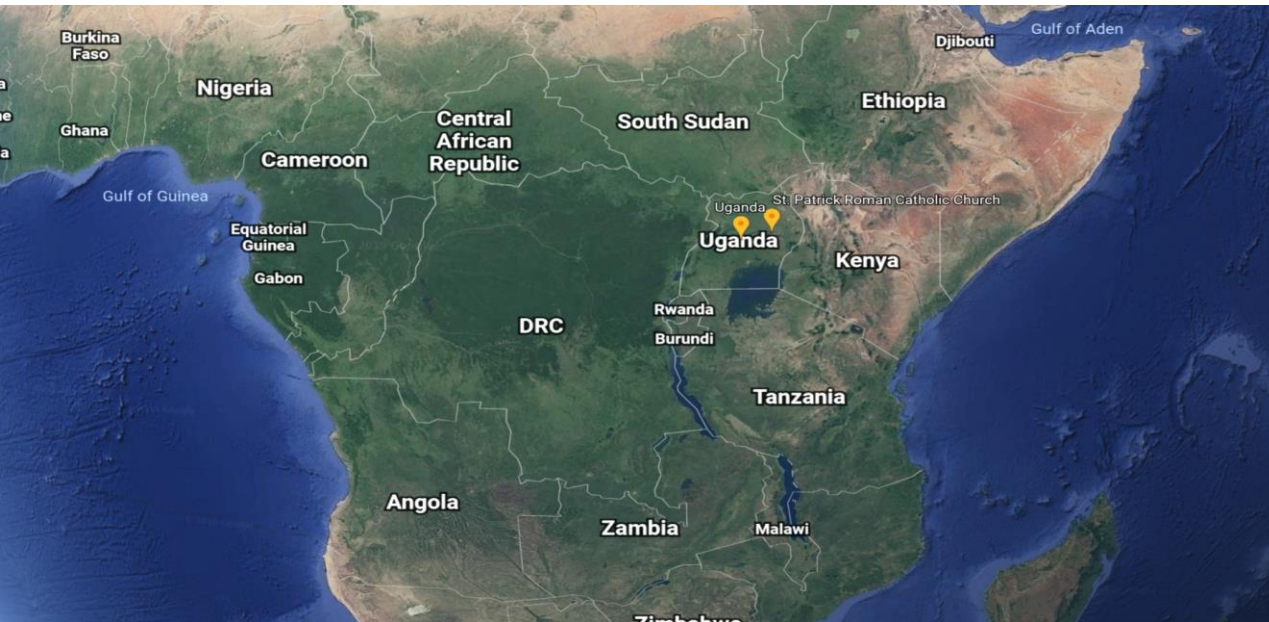 Burkina
Faso
Nigeria
Ghana
Cameroon
Central
African
Republic
South Sudan
Ethiopia
Djibouti
Gulf of Aden
Gulf of Guinea
Equatorial
Guinea
Gabon
Uganda
St. Patrick Roman Catholic Church
Uganda
Kenya
DRC
Rwanda
Burundi
Tanzania
Angola
Zambia
Malawi
Zimbabwe